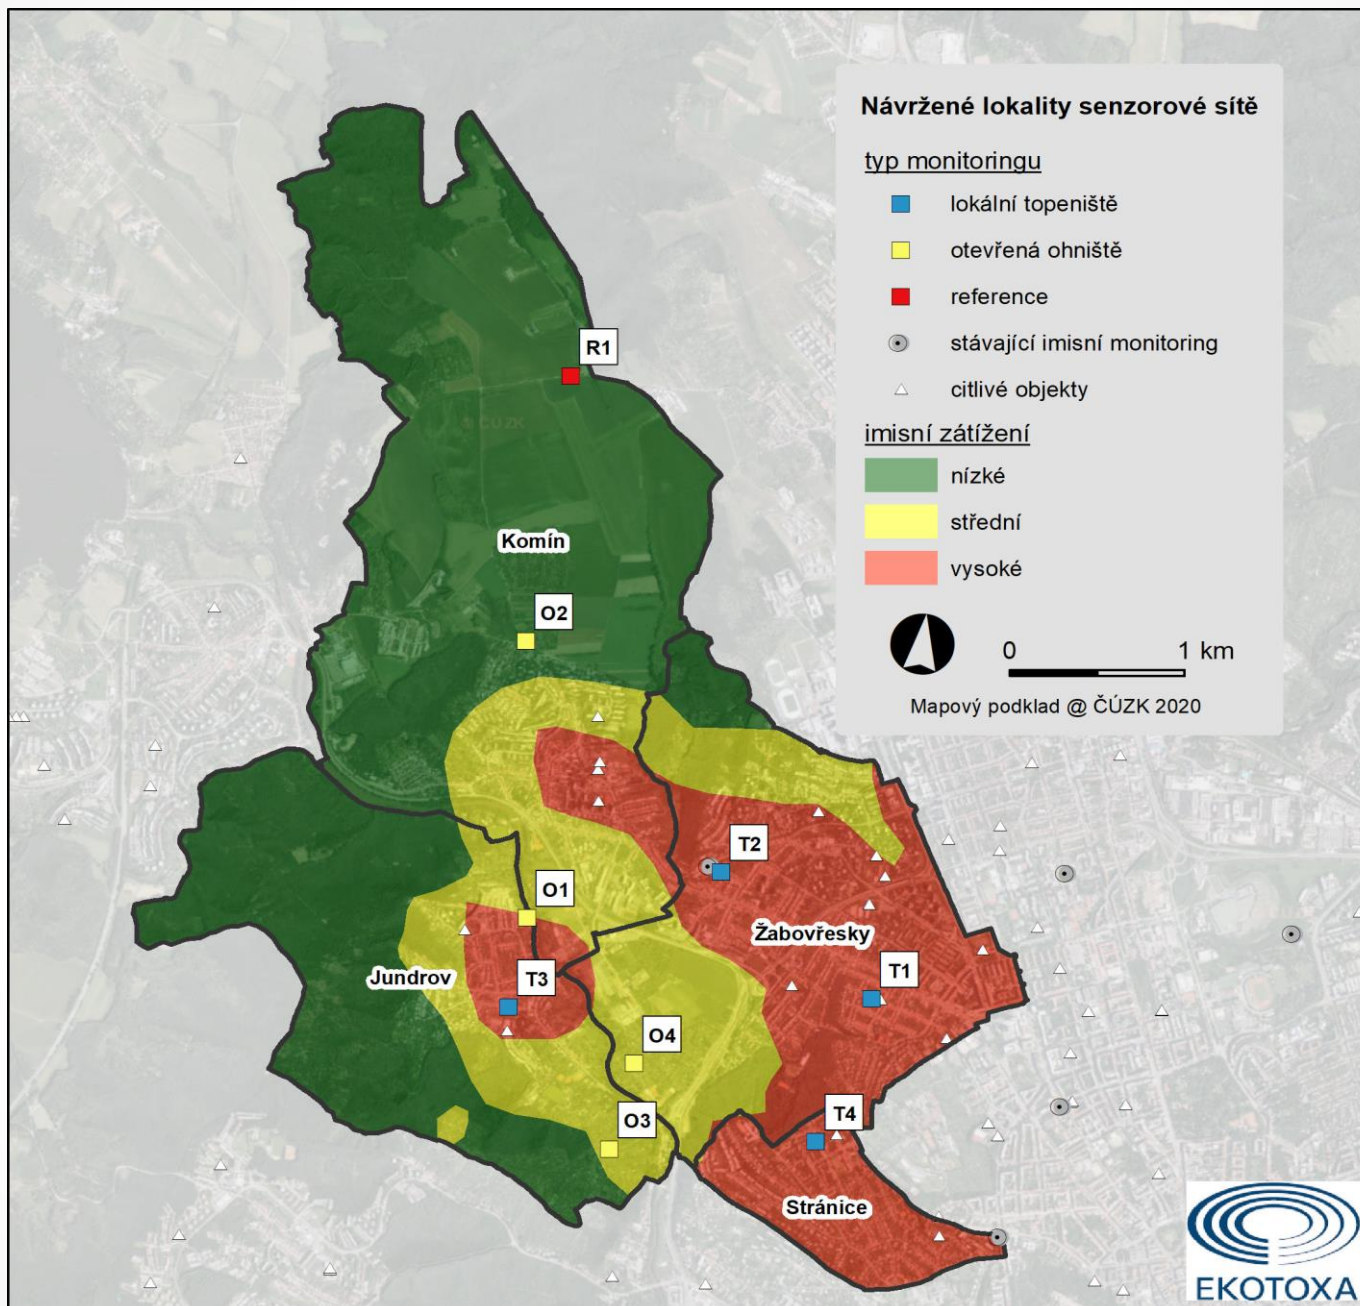 Návržené lokality senzorové sítě
typ monitoringu
lokální topeniště
otevřená ohniště
reference
stávající imisní monitoring
citlivé objekty
imisní zátížení
nízké
střední
vysoké
0 1 km
Mapový podklad @ ČÚZK 2020
R1
@ ČÚZK
Komín
O2
T2
O1
Žabovřesky
Jundrov
T3
T1
O4
O3
T4
Stránice
EKOTOXA